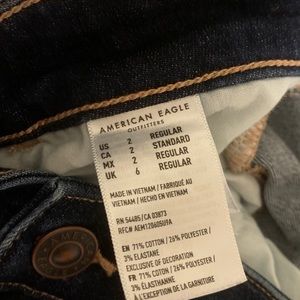 AMERICAN EAGLE
OUTFITTERS
US 2 REGULAR
CA 2 STANDARD
MX 2 REGULAR
UK 6 REGULAR
MADE IN VIETNAM / FABRIQUÉ AU
VIETNAM / HECHO EN VIETNAM
RN 54485/CA 03873
RFC# AEM120605U9A
EN 71% COTTON / 26% POLYESTER /
3% ELASTANE
EXCLUSIVE OF DECORATION
FR 71% COTON / 26% POLYESTER /
3% ÉLASTHANNE
À L'EXCEPTION DE LA GARNITURE